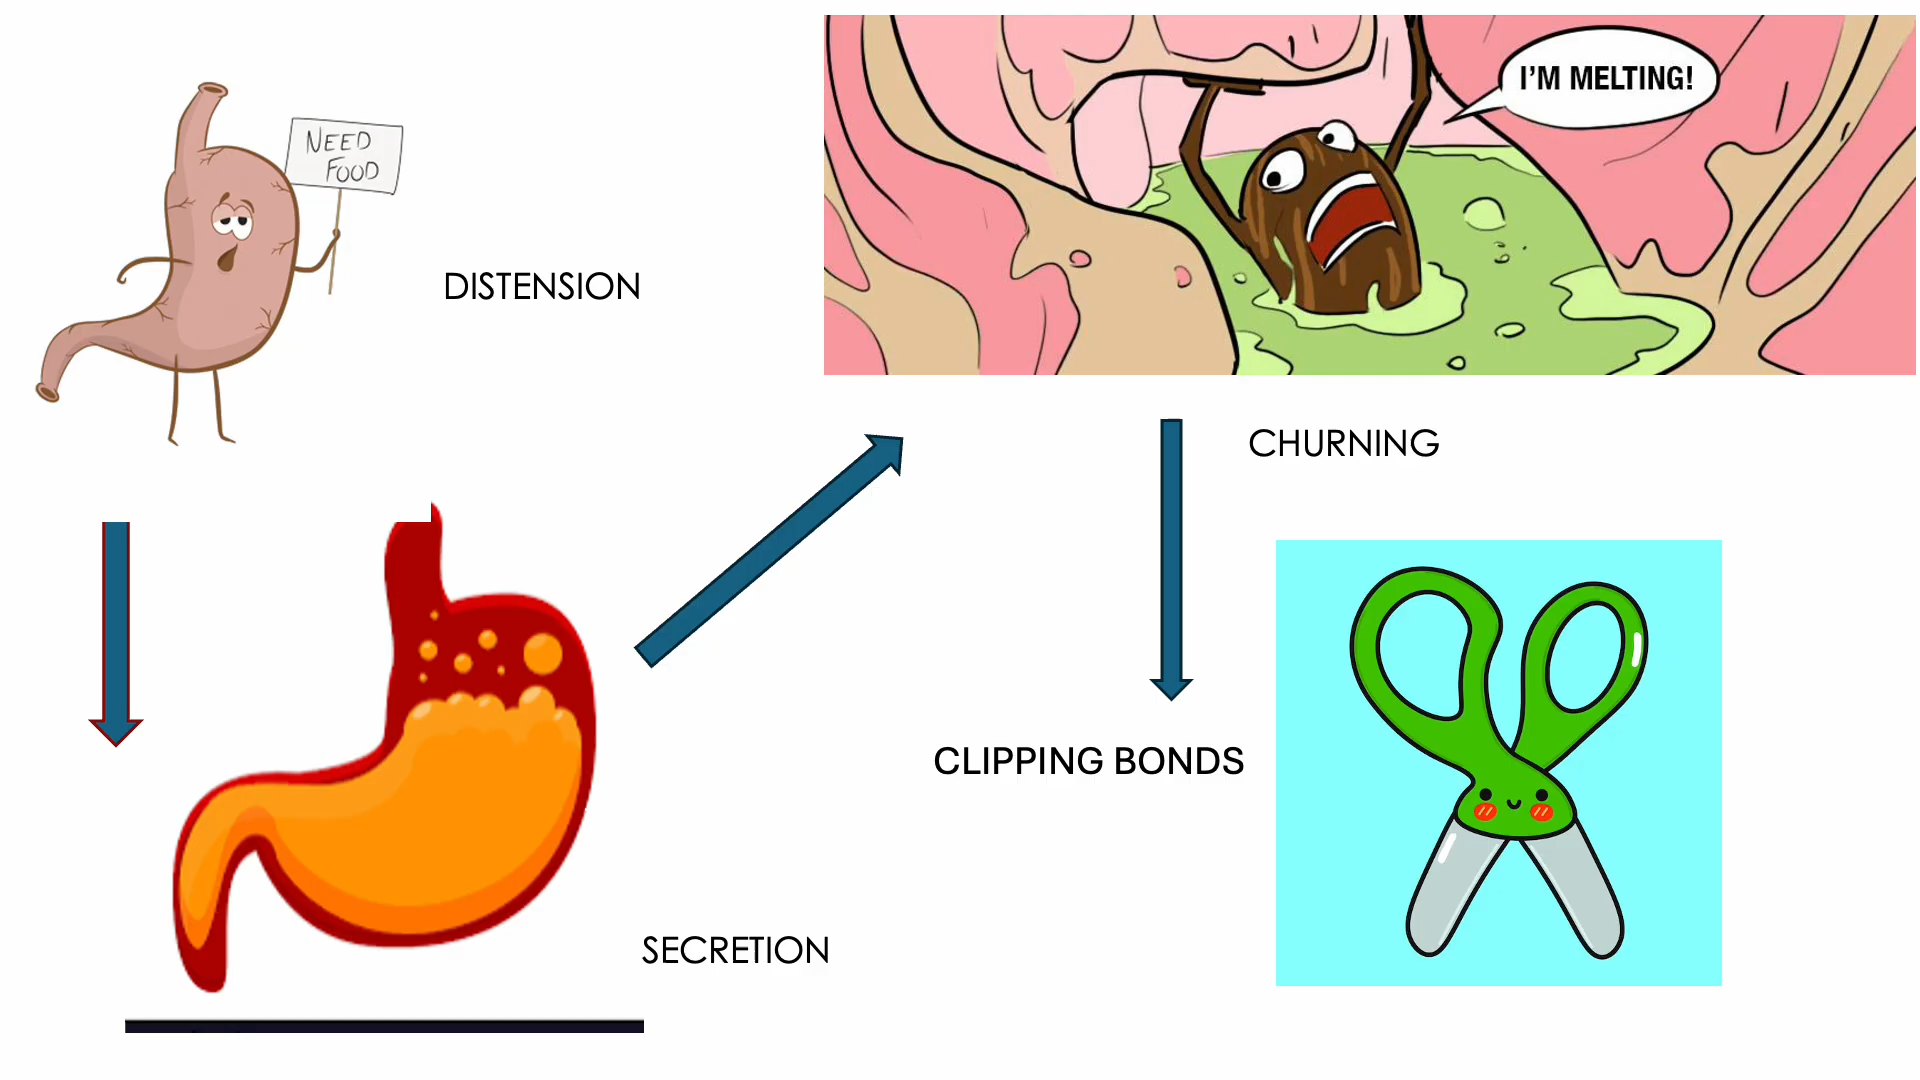 NEED
FOOD
DISTENSION
SECRETION
I'M MELTING!
CHURNING
CLIPPING BONDS